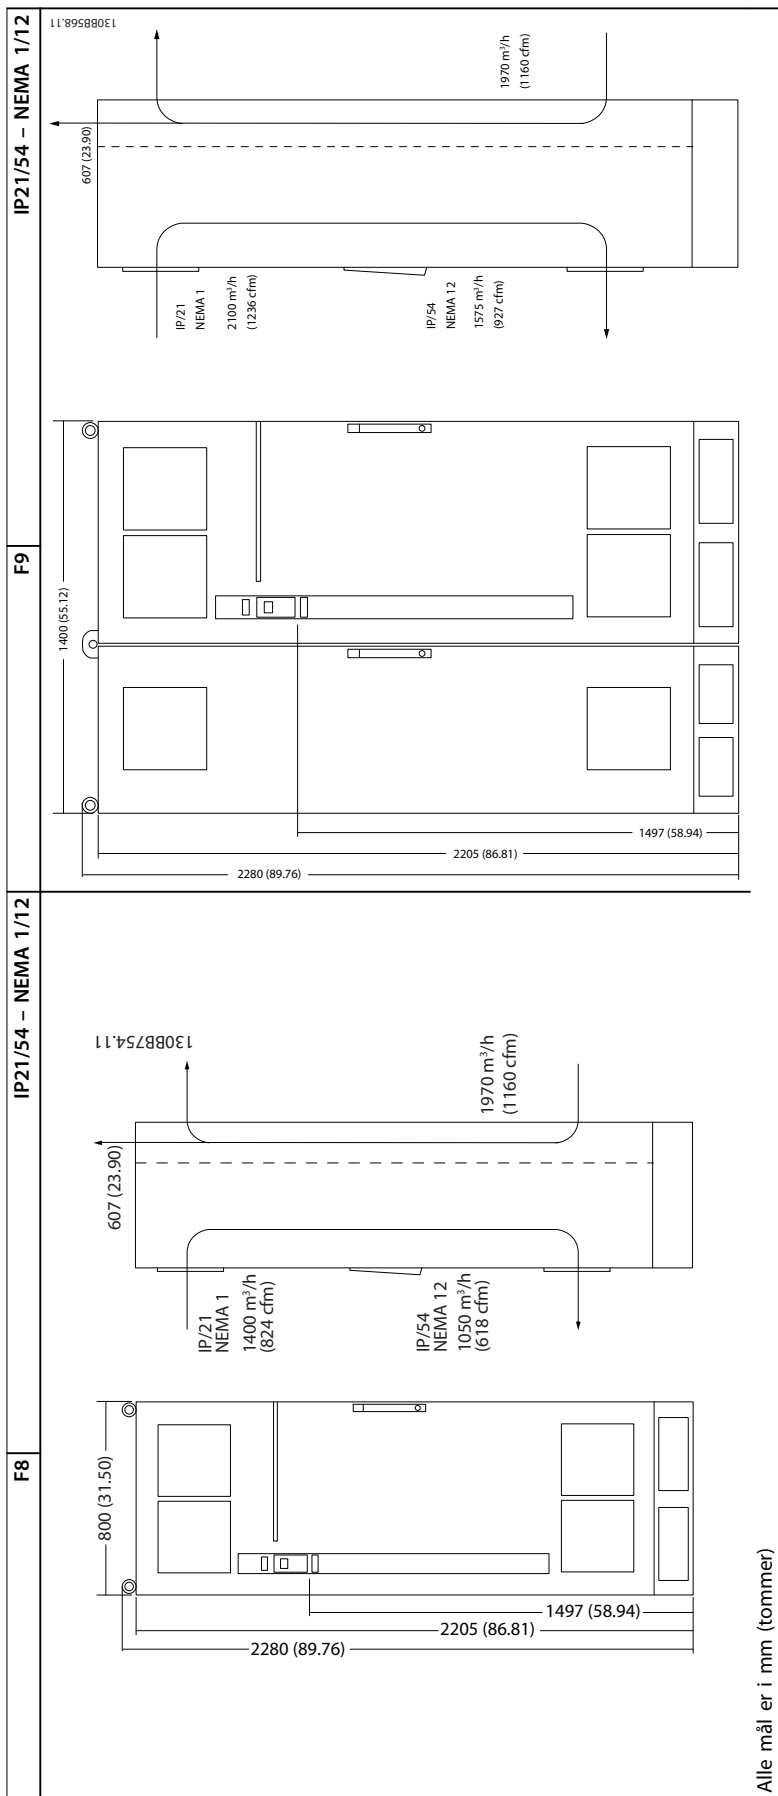 F8
IP21/54 – NEMA 1/12
F9
IP21/54 – NEMA 1/12
800 (31.50)
2280 (89.76)
2205 (86.81)
1497 (58.94)
IP/21
NEMA 1
1400 m³/h
(824 cfm)
IP/54
NEMA 12
1050 m³/h
(618 cfm)
607 (23.90)
1970 m³/h
(1160 cfm)
130BB754.11
1400 (55.12)
2280 (89.76)
2205 (86.81)
1497 (58.94)
IP/21
NEMA 1
2100 m³/h
(1236 cfm)
IP/54
NEMA 12
1575 m³/h
(927 cfm)
607 (23.90)
1970 m³/h
(1160 cfm)
130BB568.11
Alle mål er i mm (tommer)